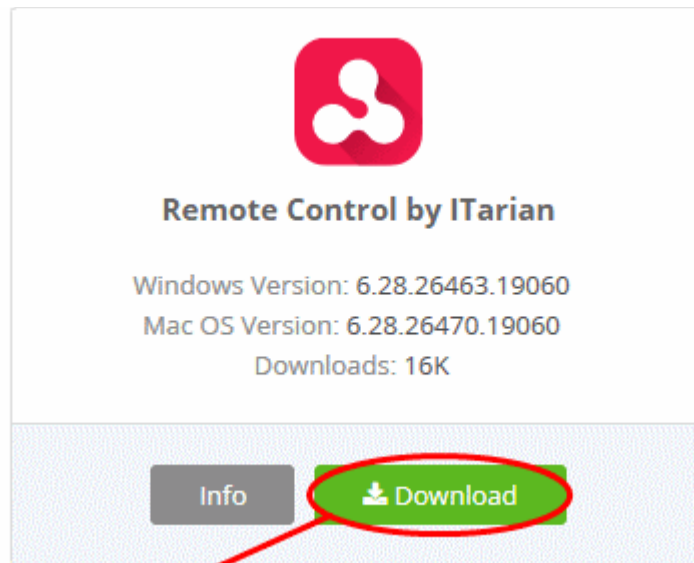 Remote Control by ITarian
Windows Version: 6.28.26463.19060
Mac OS Version: 6.28.26470.19060
Downloads: 16K
Info
Download